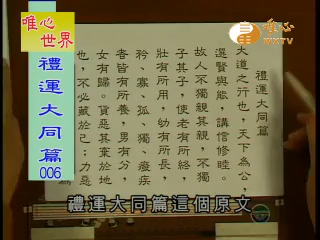 唯心
世界
禮運大同篇
006
唯心
WXTV
禮運大同篇
大道之行也，天下為公，
選賢與能，講信修睦。
故人不獨親其親，不獨
子其子，使老有所終，
壯有所用，幼有所長，
矜、寡、孤、獨、廢疾
者皆有所養，男有分，
女有歸。貨惡其棄於地
也，不必藏於己；力惡
禮運大同篇這個原文